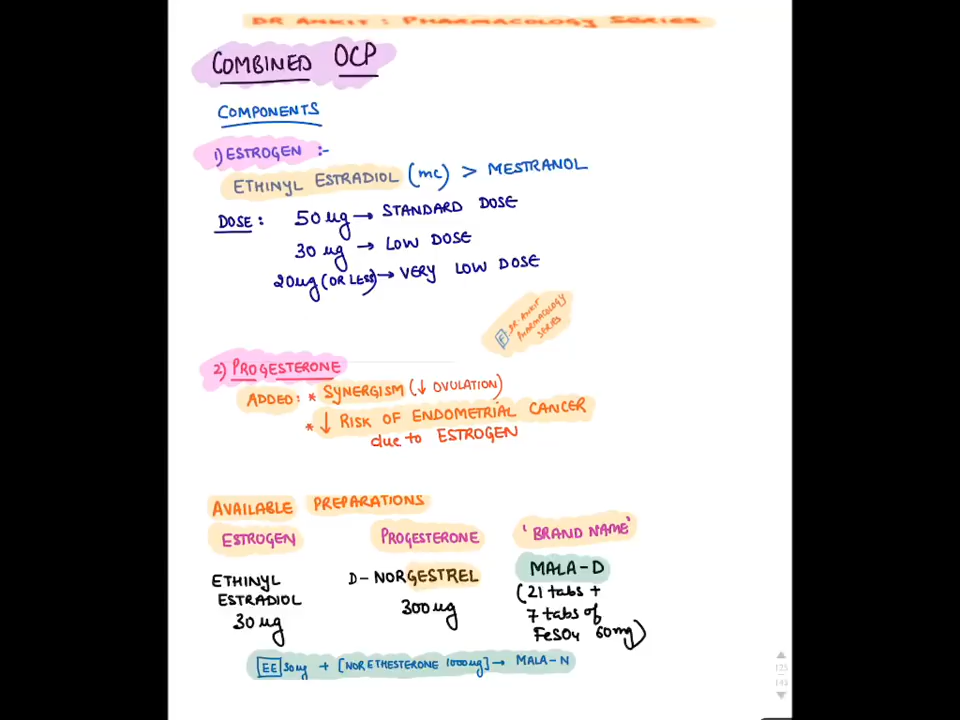 DR ANKIT : PHARMACOLOGY SERIES
COMBINED OCP
COMPONENTS
1) ESTROGEN :-
ETHINYL ESTRADIOL (mc) > MESTRANOL
DOSE : 50 ug → STANDARD DOSE
30 ug → LOW DOSE
20ug (OR LESS) → VERY LOW DOSE
DR·ANKIT
PHARMACOLOGY
SERIES
2) PROGESTERONE
ADDED: * SYNERGISM (↓ OVULATION)
* ↓ RISK OF ENDOMETRIAL CANCER
due to ESTROGEN
AVAILABLE PREPARATIONS
ESTROGEN PROGESTERONE 'BRAND NAME'
ETHINYL ESTRADIOL 30 ug D-NORGESTREL 300 ug MALA-D
(21 tabs +
7 tabs of
FeSO4 60mg)
EE 30ug + [NORETHESTERONE 1000ug] → MALA-N